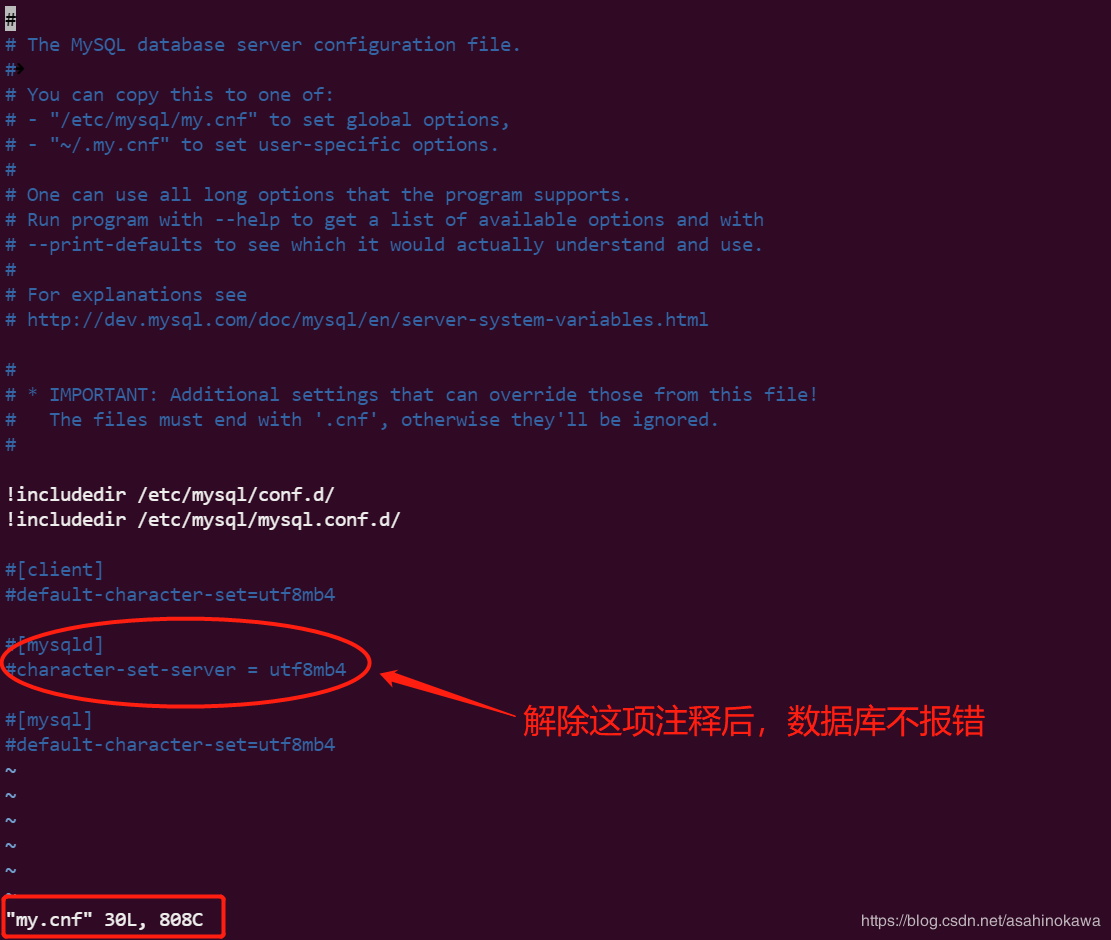 #
# The MySQL database server configuration file.
#
# You can copy this to one of:
# - "/etc/mysql/my.cnf" to set global options,
# - "~/.my.cnf" to set user-specific options.
#
# One can use all long options that the program supports.
# Run program with --help to get a list of available options and with
# --print-defaults to see which it would actually understand and use.
#
# For explanations see
# http://dev.mysql.com/doc/mysql/en/server-system-variables.html
#
# * IMPORTANT: Additional settings that can override those from this file!
#   The files must end with '.cnf', otherwise they'll be ignored.
#
!includedir /etc/mysql/conf.d/
!includedir /etc/mysql/mysql.conf.d/
#[client]
#default-character-set=utf8mb4
#[mysqld]
#character-set-server = utf8mb4
解除这项注释后，数据库不报错
#[mysql]
#default-character-set=utf8mb4
~
~
~
~
~
~
"my.cnf" 30L, 808C
https://blog.csdn.net/asahinokawa